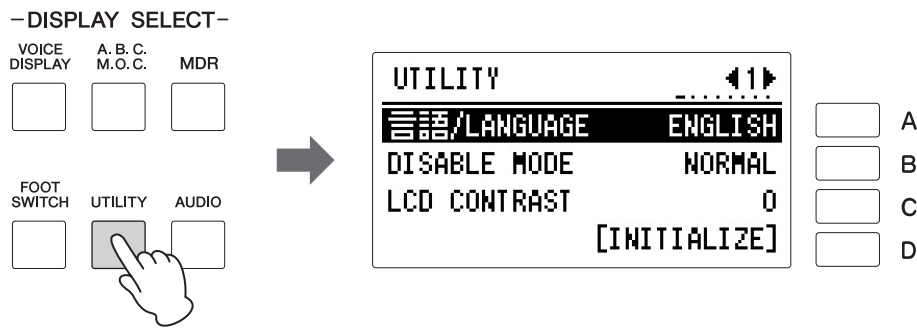 -DISPLAY SELECT-
VOICE DISPLAY
A.B.C. M.O.C.
MDR
FOOT SWITCH
UTILITY
AUDIO
UTILITY 1
言語/LANGUAGE ENGLISH
DISABLE MODE NORMAL
LCD CONTRAST 0
[INITIALIZE]
A
B
C
D